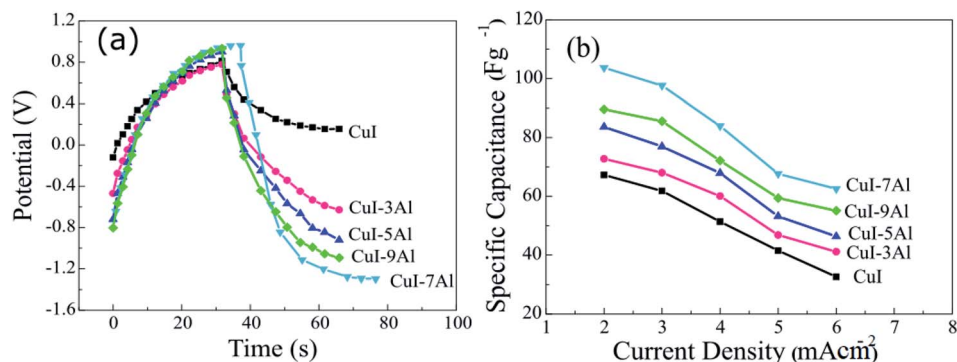 (a)
Potential (V)
1.2
0.8
0.4
0.0
-0.4
-0.8
-1.2
-1.6
CuI
CuI-3Al
CuI-5Al
CuI-9Al
CuI-7Al
0 20 40 60 80 100
Time (s)
(b)
Specific Capacitance (Fg⁻¹)
120
100
80
60
40
20
CuI-7Al
CuI-9Al
CuI-5Al
CuI-3Al
CuI
1 2 3 4 5 6 7 8
Current Density (mAcm⁻²)